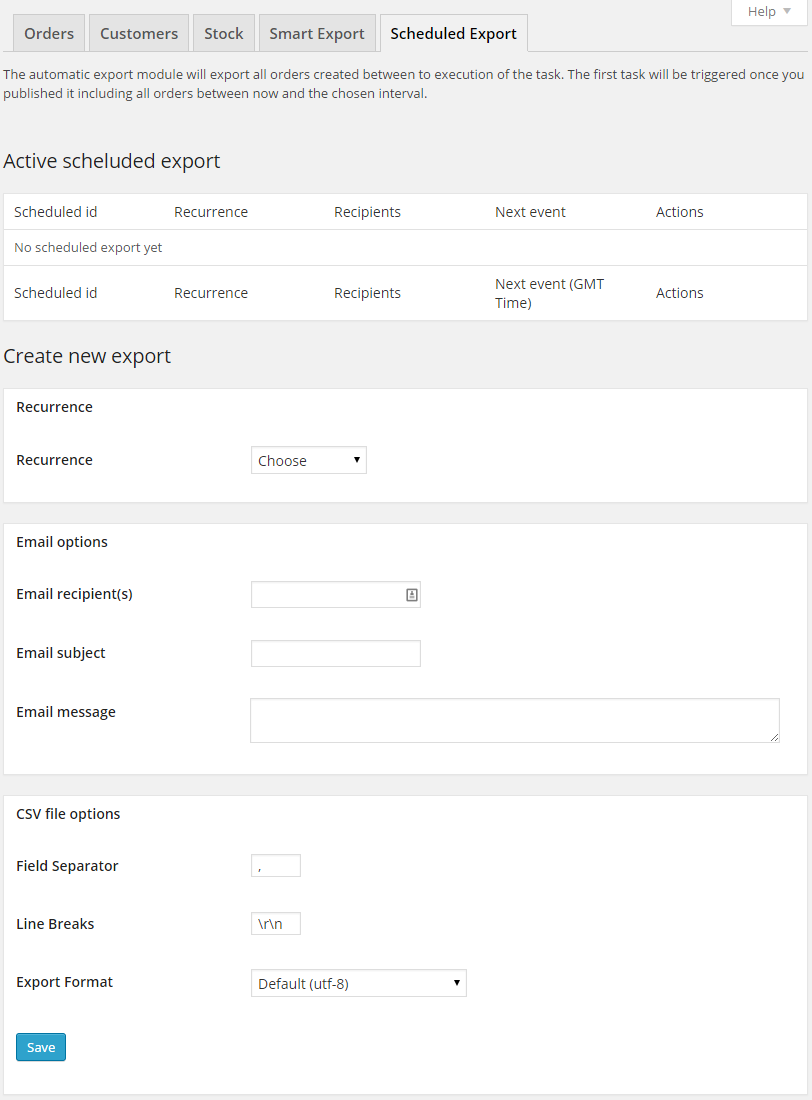 Help
Orders Customers Stock Smart Export Scheduled Export
The automatic export module will export all orders created between to execution of the task. The first task will be triggered once you
published it including all orders between now and the chosen interval.
Active scheluded export
Scheduled id Recurrence Recipients Next event Actions
No scheduled export yet
Scheduled id Recurrence Recipients Next event (GMT
Time) Actions
Create new export
Recurrence
Recurrence Choose
Email options
Email recipient(s)
Email subject
Email message
CSV file options
Field Separator ,
Line Breaks \r\n
Export Format Default (utf-8)
Save